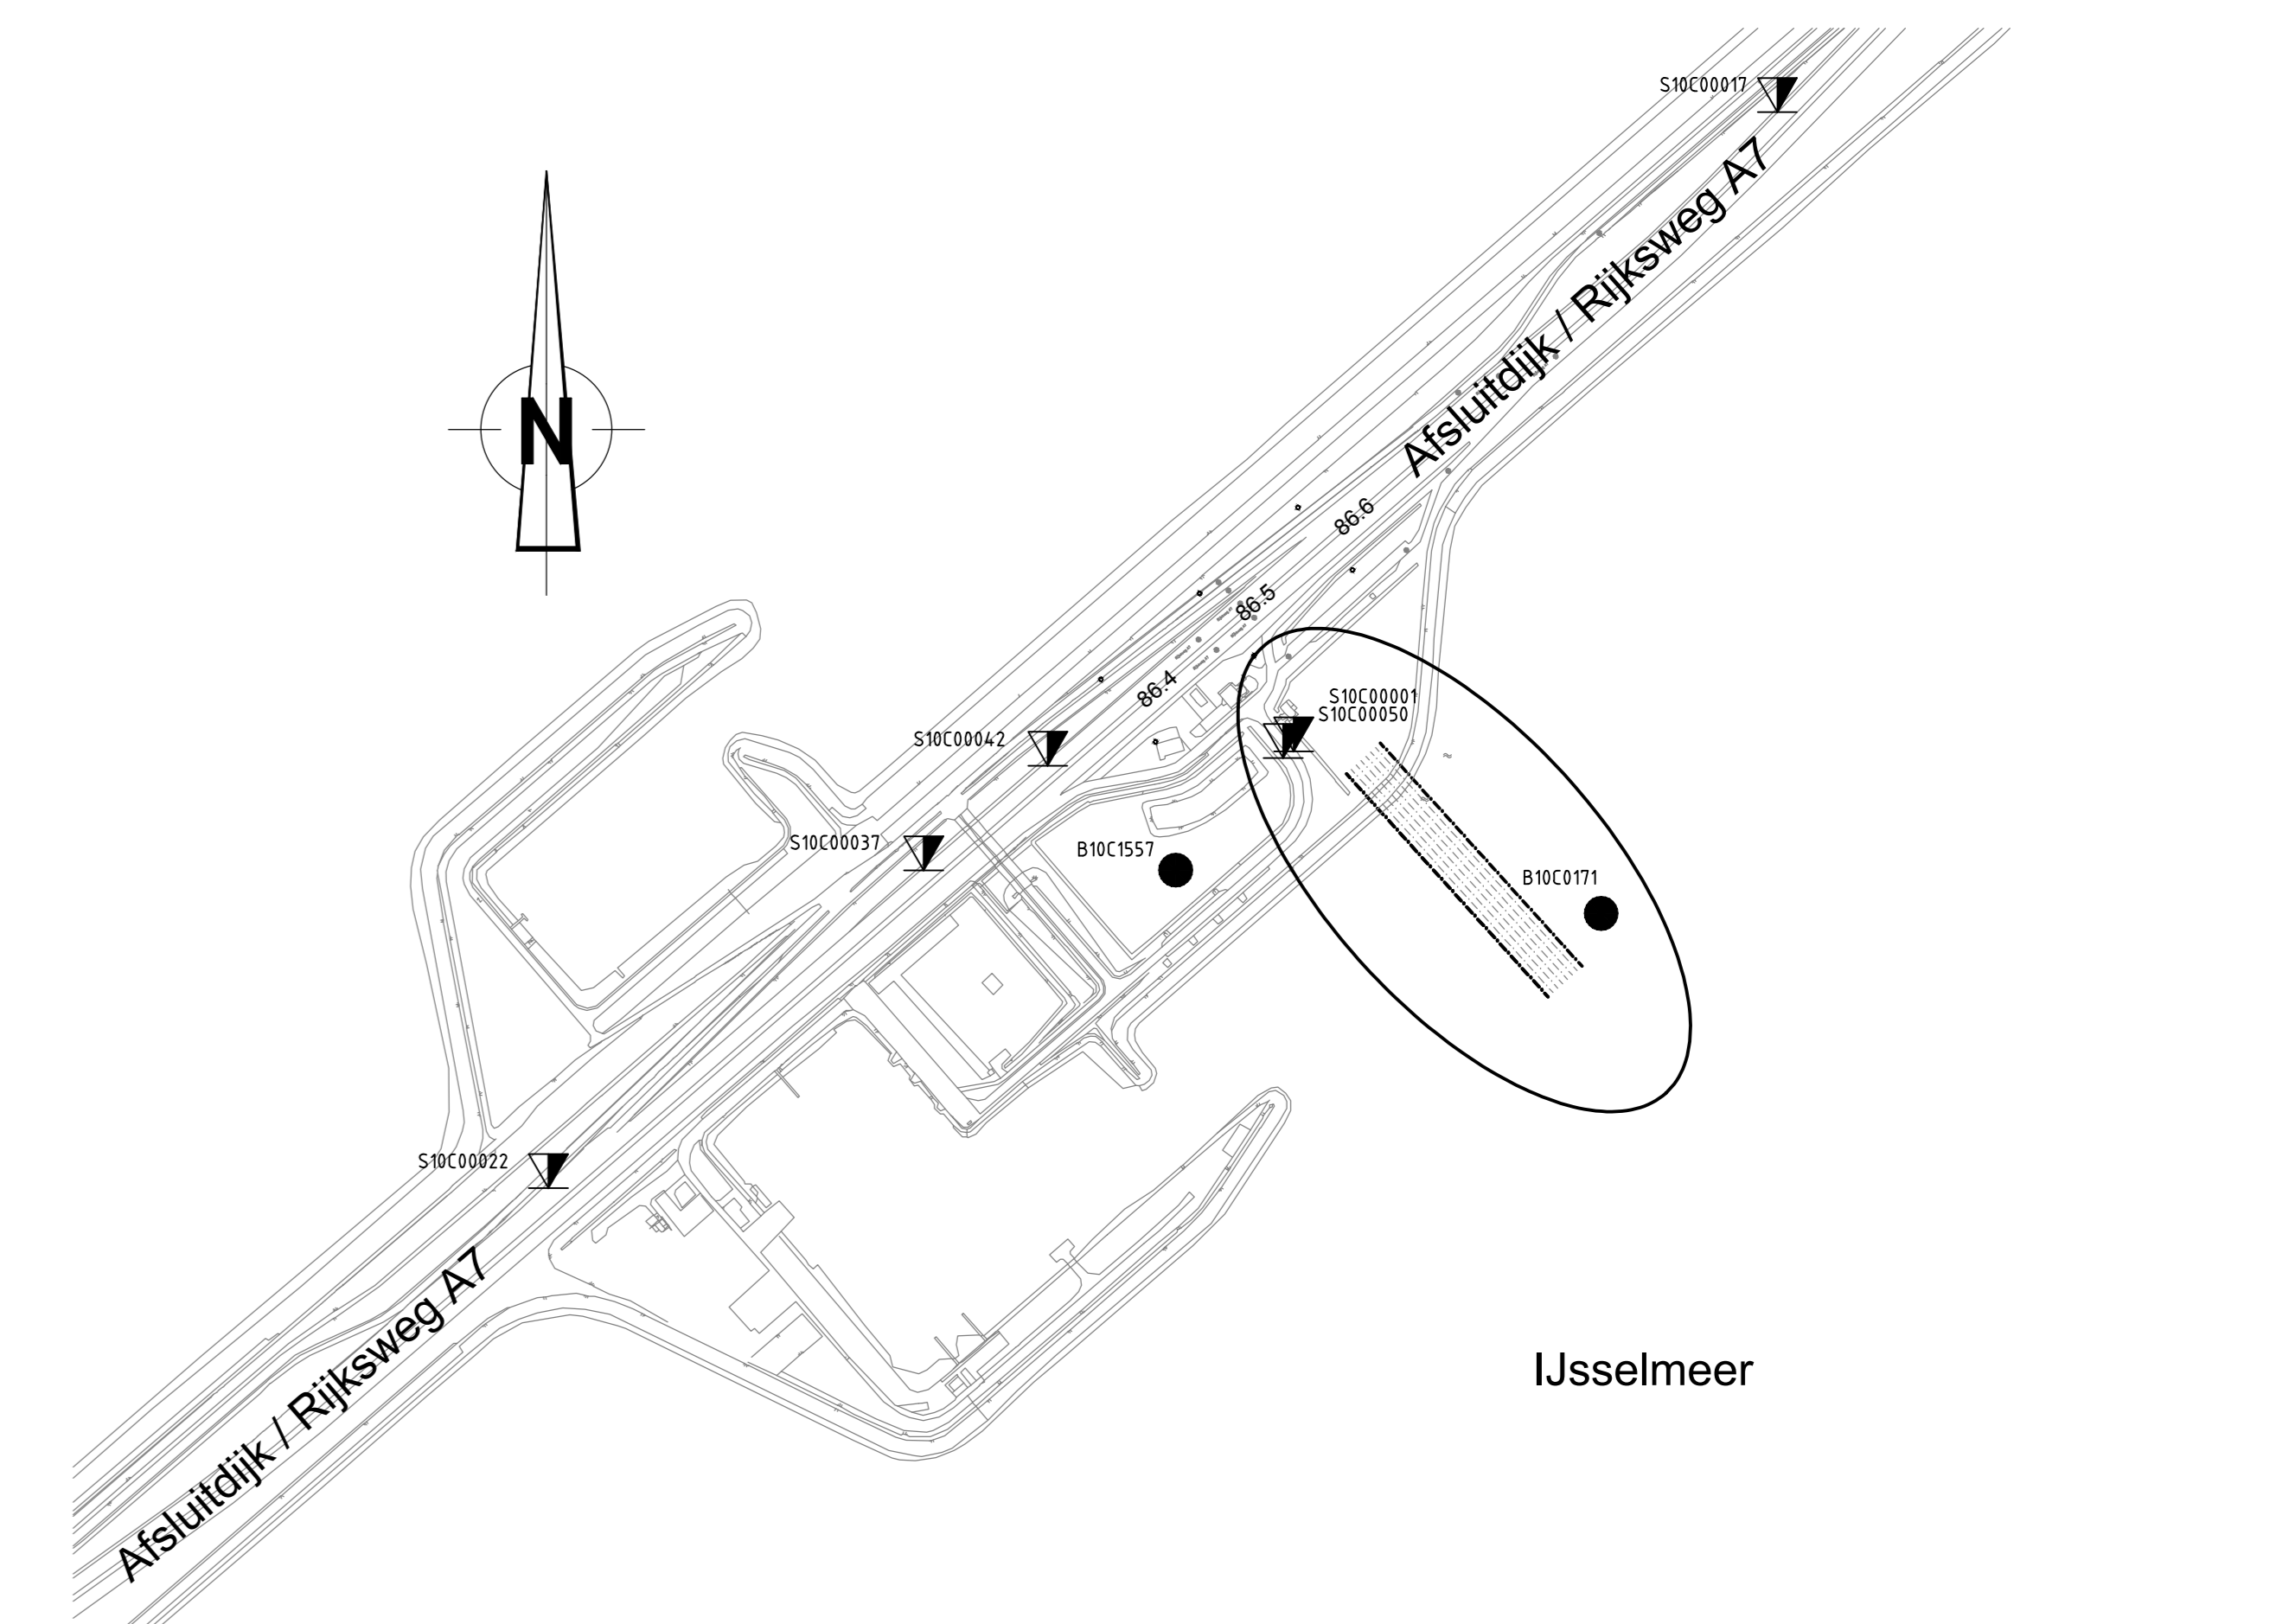 S10C00017
Afsluitdijk / Rijksweg A7
N
86.6
86.5
86.4
S10C00001
S10C00050
S10C00042
S10C00037
B10C1557
B10C0171
S10C00022
Afsluitdijk / Rijksweg A7
IJsselmeer